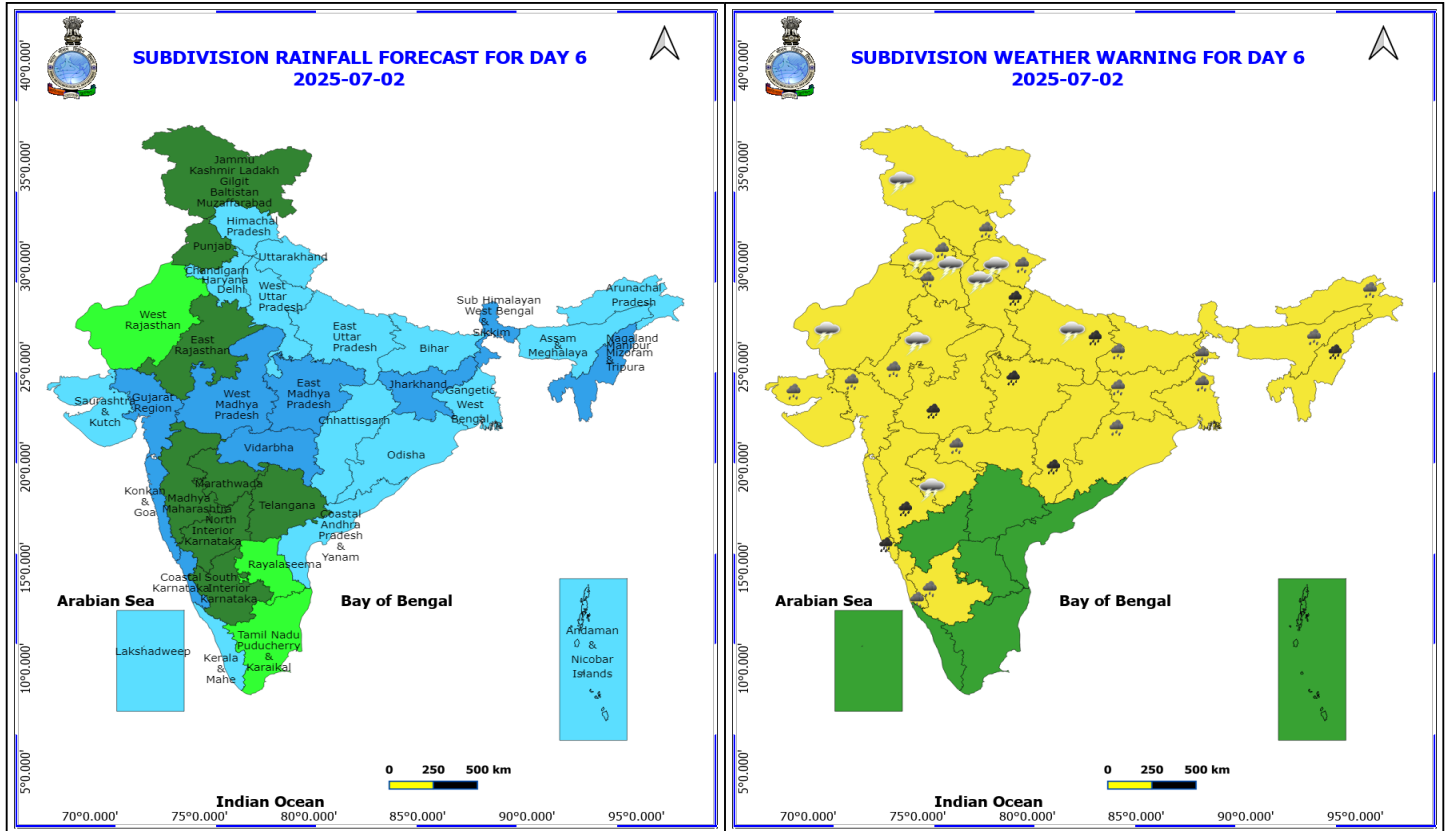 SUBDIVISION RAINFALL FORECAST FOR DAY 6
2025-07-02
40°0.000'
35°0.000'
30°0.000'
25°0.000'
20°0.000'
15°0.000'
10°0.000'
5°0.000'
Jammu
Kashmir Ladakh
Gilgit
Baltistan
Muzaffarabad
Himachal
Pradesh
Punjab
Uttarakhand
Chandigarh
Haryana
Delhi
West
Uttar
Pradesh
Arunachal
Pradesh
West
Rajasthan
East
Rajasthan
East
Uttar
Pradesh
Sub Himalayan
West Bengal
&
Sikkim
Bihar
Assam
&
Meghalaya
Nagaland
Manipur
Mizoram
&
Tripura
Saurashtra
&
Kutch
Gujarat
Region
West
Madhya
Pradesh
East
Madhya
Pradesh
Jharkhand
Gangetic
West
Bengal
Chhattisgarh
Vidarbha
Odisha
Konkan
&
Goa
Marathwada
Madhya
Maharashtra
Telangana
North
Interior
Karnataka
Coastal
Andhra
Pradesh
&
Yanam
Rayalaseema
Coastal
Karnataka
South
Interior
Karnataka
Arabian Sea
Bay of Bengal
Lakshadweep
Kerala
&
Mahe
Tamil Nadu
Puducherry
&
Karaikal
Andaman
&
Nicobar
Islands
0 250 500 km
Indian Ocean
70°0.000' 75°0.000' 80°0.000' 85°0.000' 90°0.000' 95°0.000'
SUBDIVISION WEATHER WARNING FOR DAY 6
2025-07-02
40°0.000'
35°0.000'
30°0.000'
25°0.000'
20°0.000'
15°0.000'
10°0.000'
5°0.000'
Arabian Sea
Bay of Bengal
0 250 500 km
Indian Ocean
70°0.000' 75°0.000' 80°0.000' 85°0.000' 90°0.000' 95°0.000'